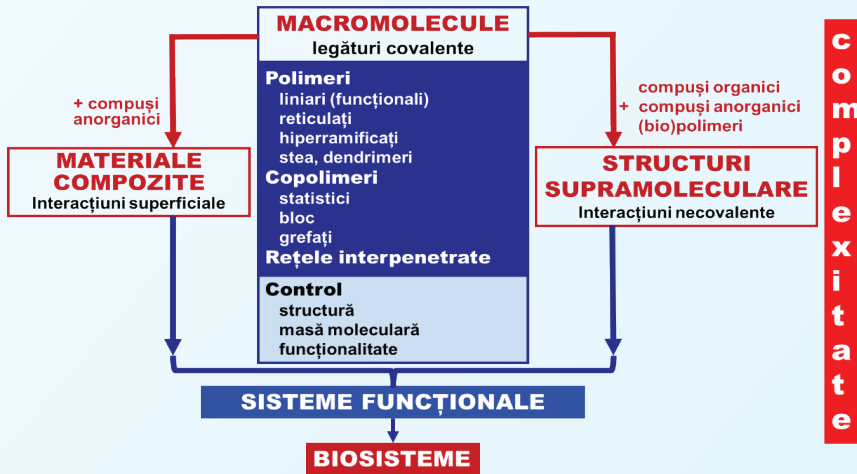 MACROMOLECULE
legături covalente
Polimeri
liniari (funcționali)
reticulați
hiperramificați
stea, dendrimeri
Copolimeri
statistici
bloc
grefați
Rețele interpenetrate
Control
structură
masă moleculară
funcționalitate
+ compuși
anorganici
MATERIALE
COMPOZITE
Interacțiuni superficiale
compuși organici
+ compuși anorganici
(bio)polimeri
STRUCTURI
SUPRAMOLECULARE
Interacțiuni necovalente
SISTEME FUNCȚIONALE
BIOSISTEME
complexitate